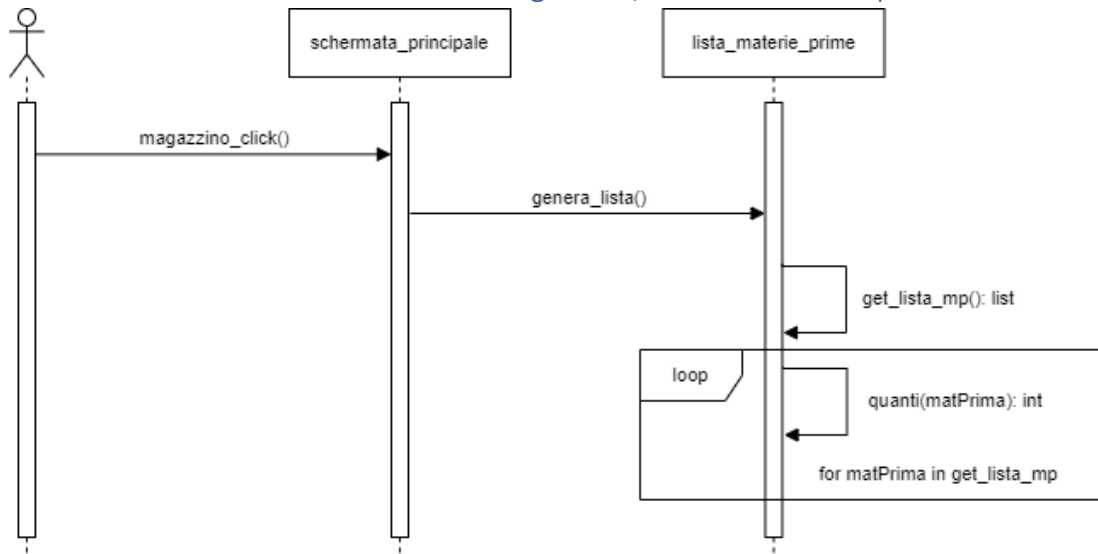 schermata_principale
lista_materie_prime
magazzino_click()
genera_lista()
get_lista_mp(): list
loop
quanti(matPrima): int
for matPrima in get_lista_mp